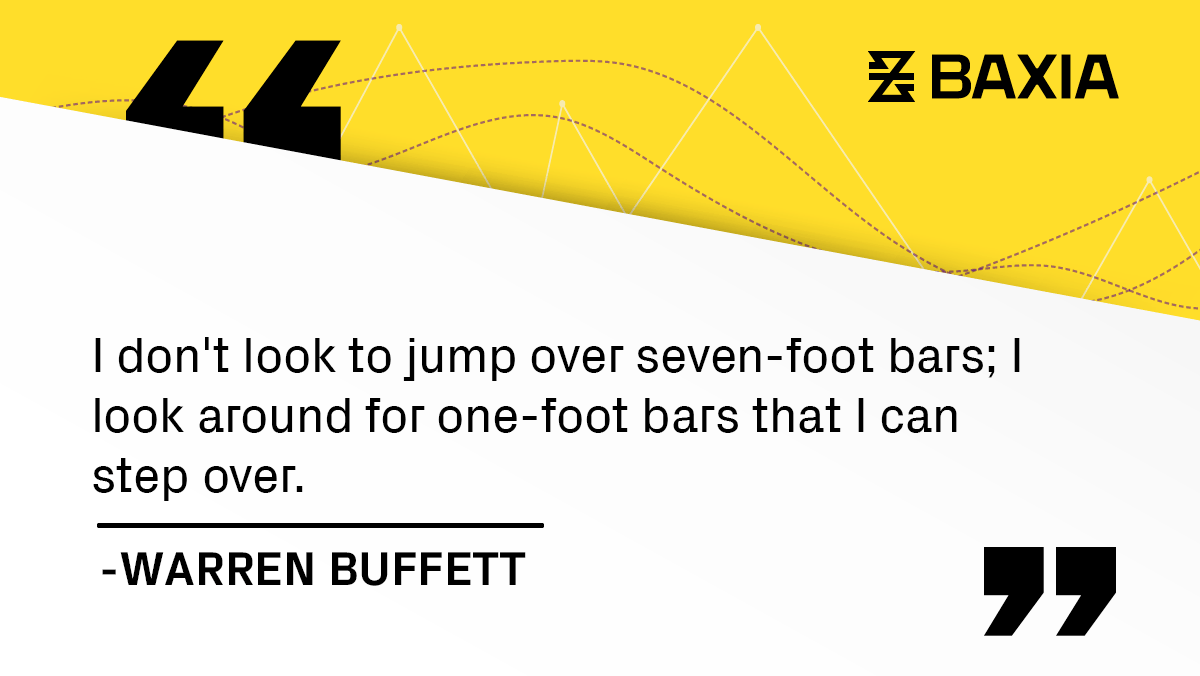 BAXIA
I don't look to jump over seven-foot bars; I
look around for one-foot bars that I can
step over.
-WARREN BUFFETT